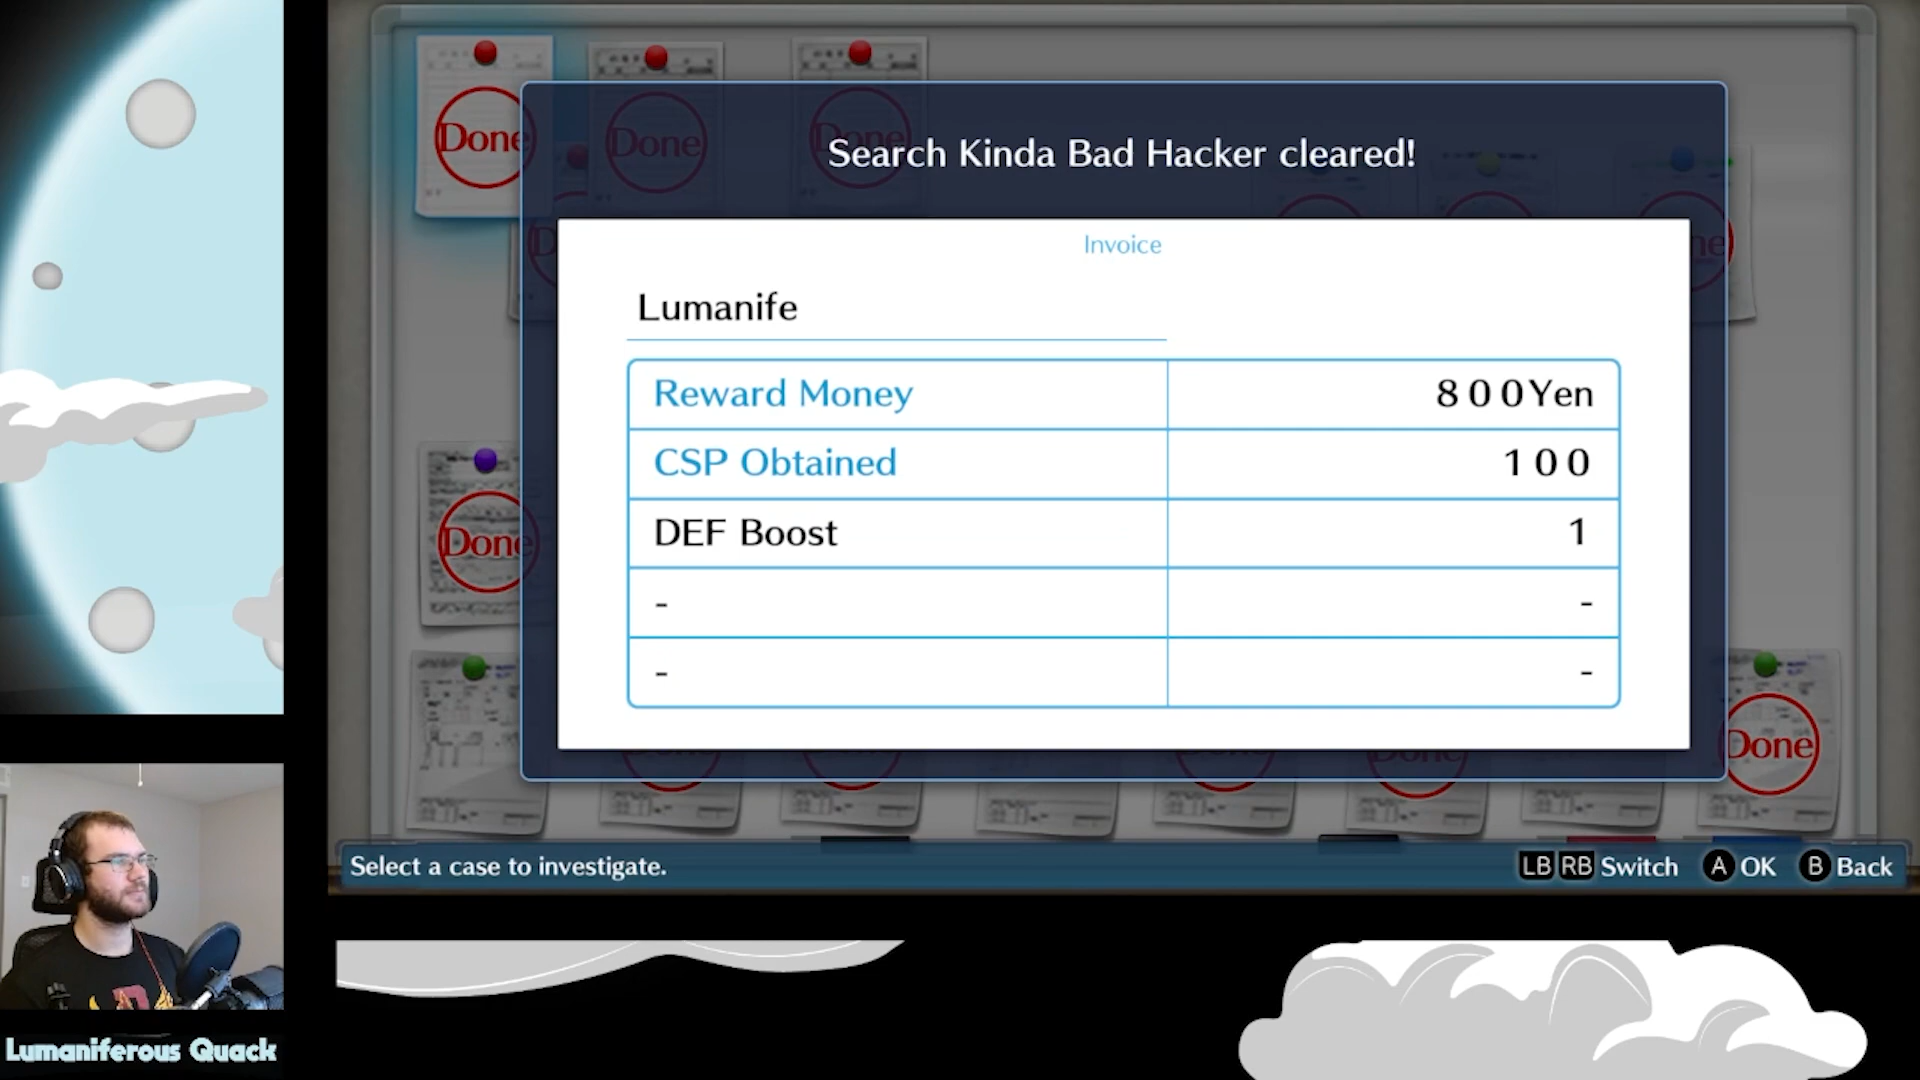 Done
Done
Done
Search Kinda Bad Hacker cleared!
Invoice
Lumanife
Reward Money 800Yen
CSP Obtained 100
DEF Boost 1
- -
- -
Done
Done
Select a case to investigate.
LB RB Switch A OK B Back
Lumaniferous Quack